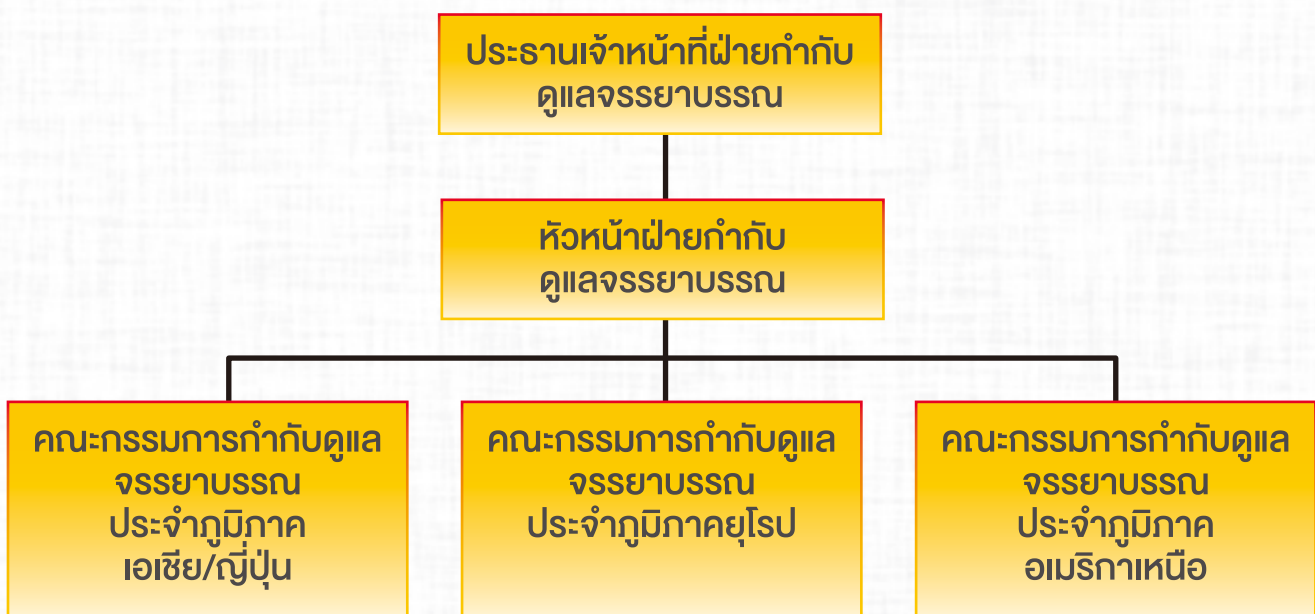 ประธานเจ้าหน้าที่ฝ่ายกำกับ
ดูแลจรรยาบรรณ
หัวหน้าฝ่ายกำกับ
ดูแลจรรยาบรรณ
คณะกรรมการกำกับดูแล
จรรยาบรรณ
ประจำภูมิภาค
เอเชีย/ญี่ปุ่น
คณะกรรมการกำกับดูแล
จรรยาบรรณ
ประจำภูมิภาคยุโรป
คณะกรรมการกำกับดูแล
จรรยาบรรณ
ประจำภูมิภาค
อเมริกาเหนือ